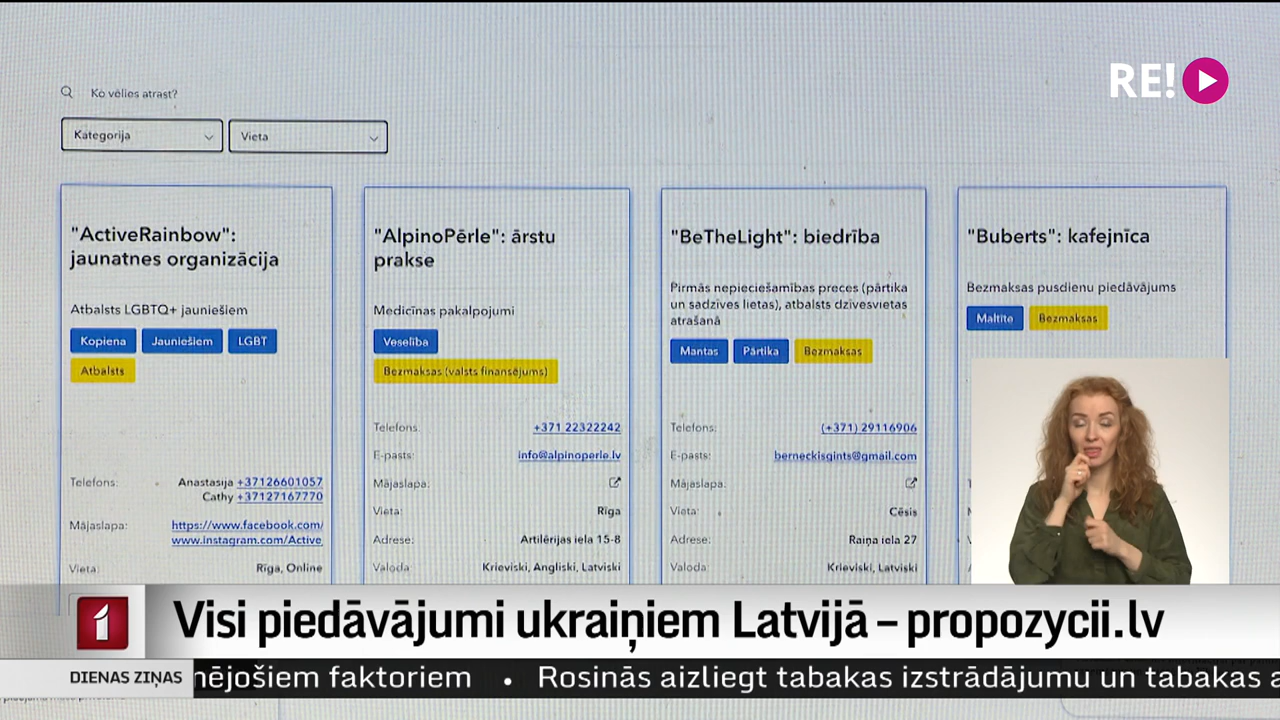 RE!
Ko vēlies atrast?
Kategorija
Vieta
"ActiveRainbow":
jaunatnes organizācija
Atbalsts LGBTQ+ jauniešiem
Kopiena
Jauniešiem
LGBT
Atbalsts
Telefons:
Anastasija +37126601057
Cathy +37127167770
Mājaslapa:
https://www.facebook.com/
www.instagram.com/Active
Vieta:
Rīga, Online
"AlpinoPērle": ārstu
prakse
Medicīnas pakalpojumi
Veselība
Bezmaksas (valsts finansējums)
Telefons:
+371 22322242
E-pasts:
info@alpinoperle.lv
Mājaslapa:
Vieta:
Rīga
Adrese:
Artilērijas iela 15-8
Valoda:
Krieviski, Angliski, Latviski
"BeTheLight": biedrība
Pirmās nepieciešamības preces (pārtika
un sadzīves lietas), atbalsts dzīvesvietas
atrašanā
Mantas
Pārtika
Bezmaksas
Telefons:
(+371) 29116906
E-pasts:
berneckisgints@gmail.com
Mājaslapa:
Vieta:
Cēsis
Adrese:
Raiņa iela 27
Valoda:
Krieviski, Latviski
"Buberts": kafejnīca
Bezmaksas pusdienu piedāvājums
Maltīte
Bezmaksas
1
Visi piedāvājumi ukraiņiem Latvijā – propozycii.lv
DIENAS ZIŅAS
nējošiem faktoriem • Rosinās aizliegt tabakas izstrādājumu un tabakas a